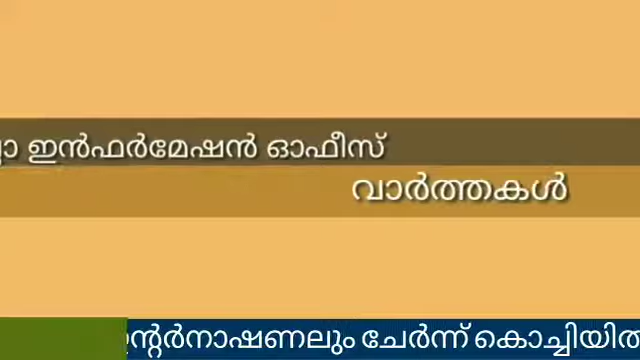 ഇൻഫർമേഷൻ ഓഫീസ്
വാർത്തകൾ
ചേർന്ന് കൊച്ചിയിൽ